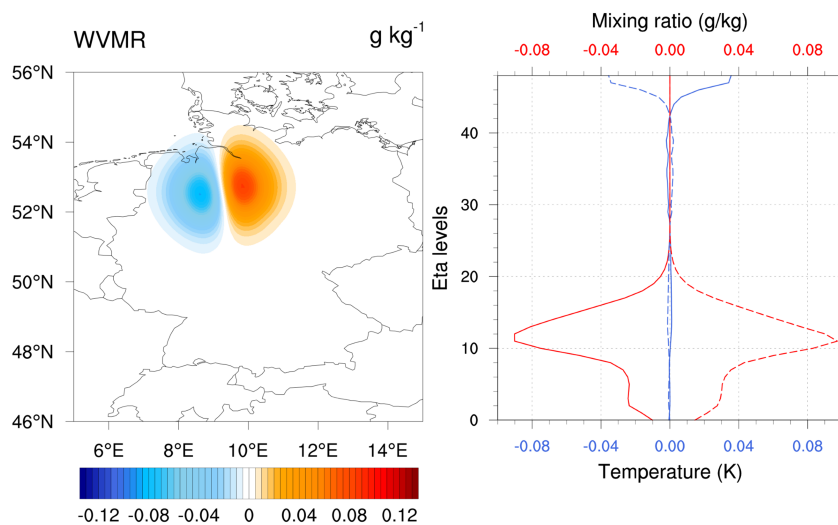 WVMR g kg-1
56°N
54°N
52°N
50°N
48°N
46°N
6°E 8°E 10°E 12°E 14°E
-0.12 -0.08 -0.04 0 0.04 0.08 0.12
Mixing ratio (g/kg)
-0.08 -0.04 0.00 0.04 0.08
Eta levels
40
30
20
10
0
-0.08 -0.04 0.00 0.04 0.08
Temperature (K)